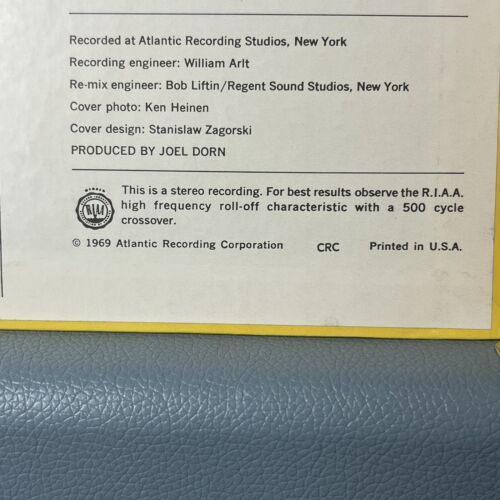 Recorded at Atlantic Recording Studios, New York
Recording engineer: William Arlt
Re-mix engineer: Bob Liftin/Regent Sound Studios, New York
Cover photo: Ken Heinen
Cover design: Stanislaw Zagorski
PRODUCED BY JOEL DORN
RIAA
This is a stereo recording. For best results observe the R.I.A.A.
high frequency roll-off characteristic with a 500 cycle
crossover.
© 1969 Atlantic Recording Corporation CRC Printed in U.S.A.